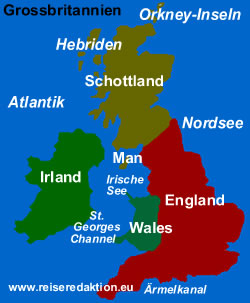 Grossbritannien
Orkney-Inseln
Hebriden
Schottland
Atlantik
Nordsee
Man
Irland
Irische
See
England
St.
Georges
Channel
Wales
www.reiseredaktion.eu
Ärmelkanal